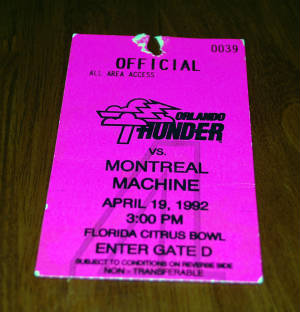 0039
OFFICIAL
ALL AREA ACCESS
ORLANDO
THUNDER
VS.
MONTREAL
MACHINE
APRIL 19, 1992
3:00 PM
FLORIDA CITRUS BOWL
ENTER GATE D
SUBJECT TO CONDITIONS ON REVERSE SIDE
NON-TRANSFERABLE